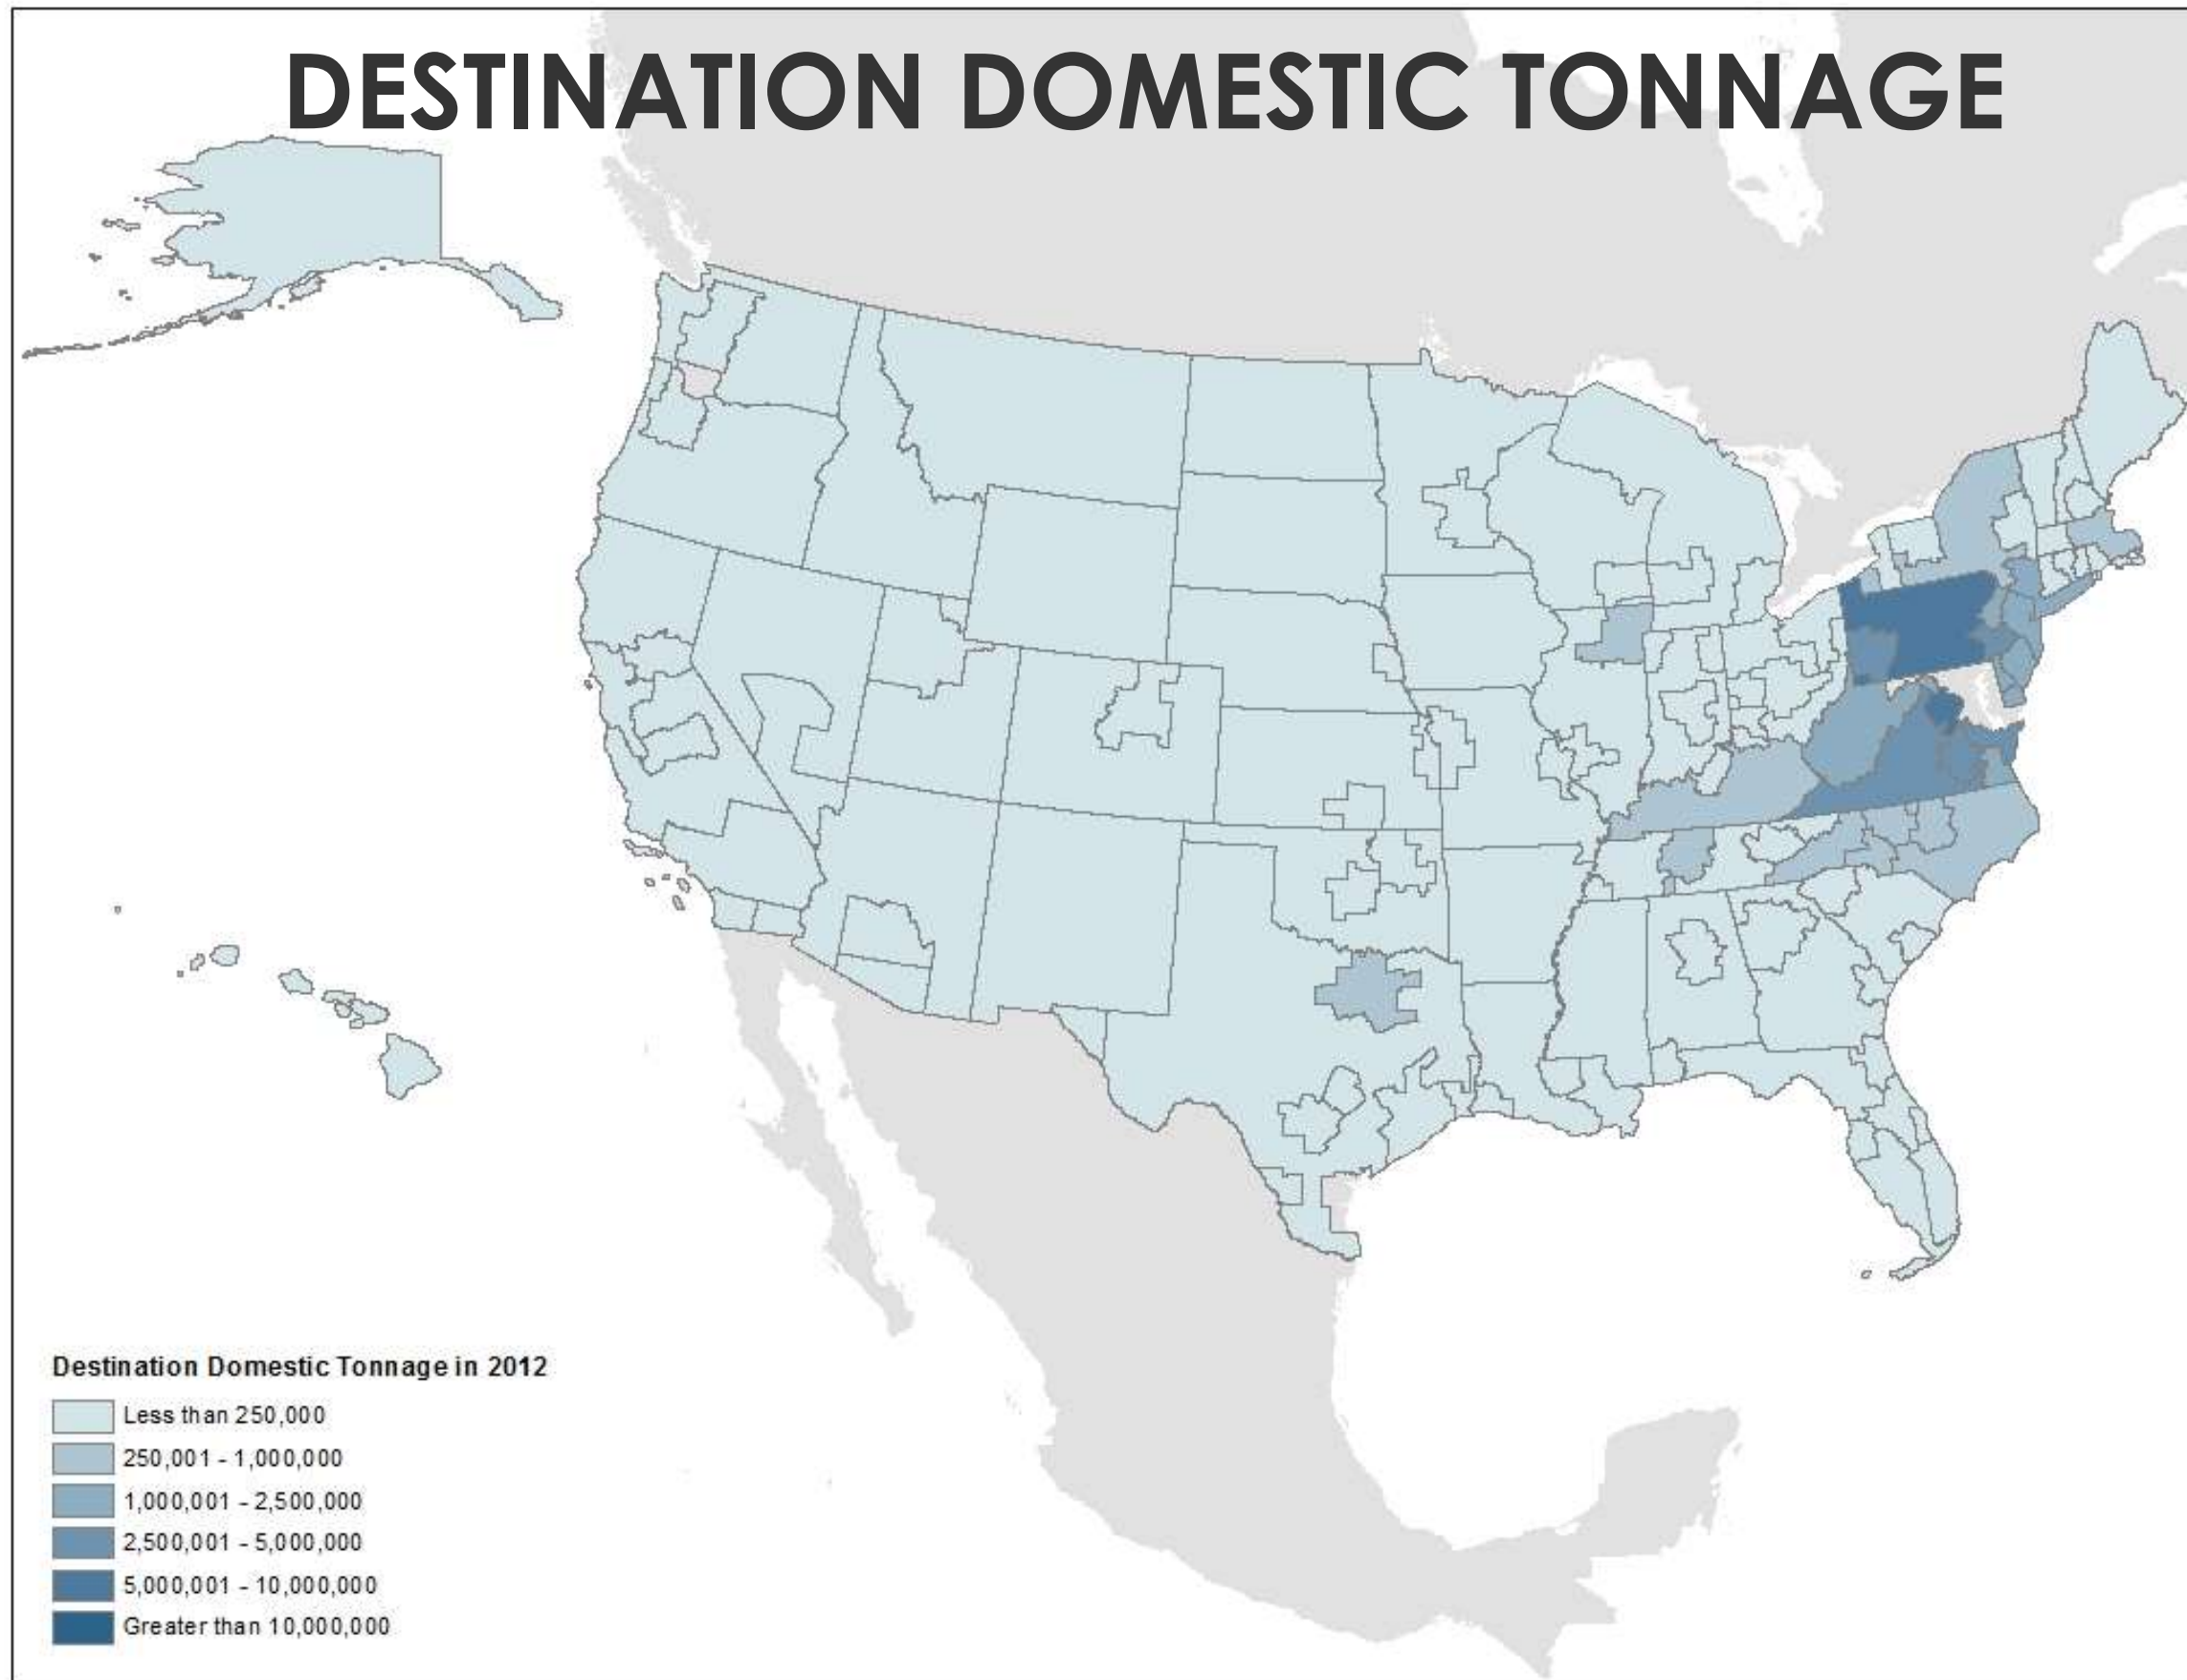 DESTINATION DOMESTIC TONNAGE
Destination Domestic Tonnage in 2012
Less than 250,000
250,001 - 1,000,000
1,000,001 - 2,500,000
2,500,001 - 5,000,000
5,000,001 - 10,000,000
Greater than 10,000,000